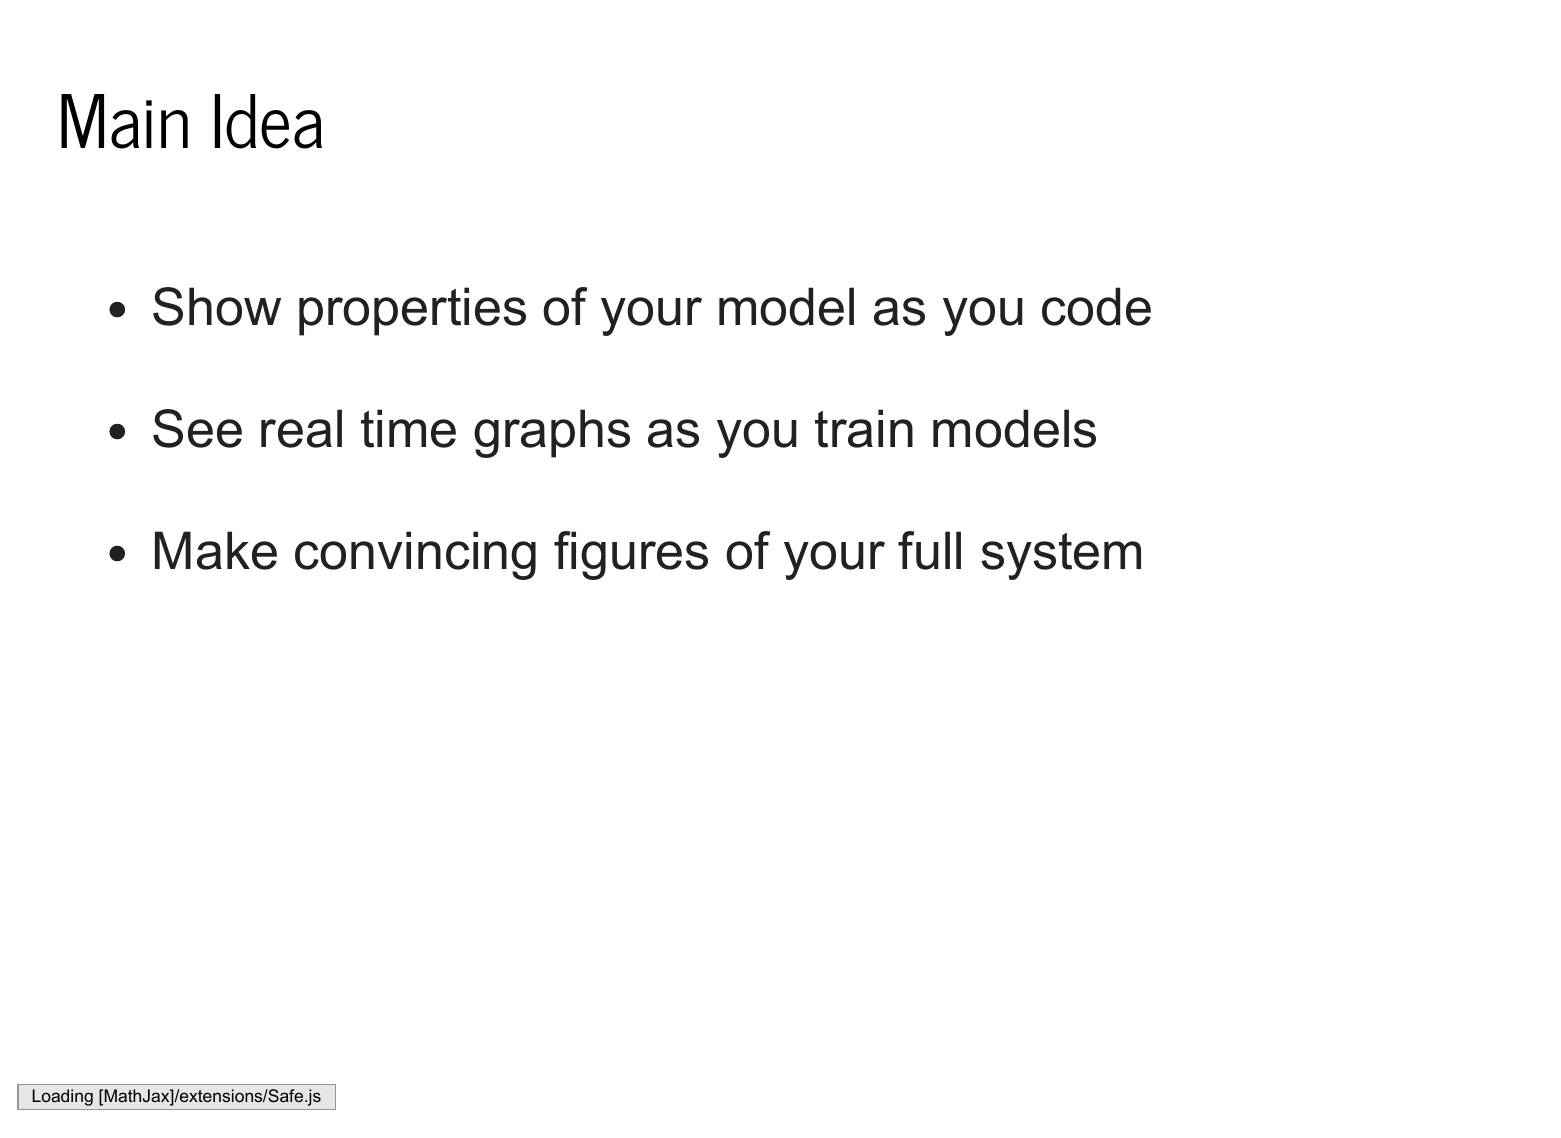 Main Idea
• Show properties of your model as you code
• See real time graphs as you train models
• Make convincing figures of your full system
Loading [MathJax]/extensions/Safe.js